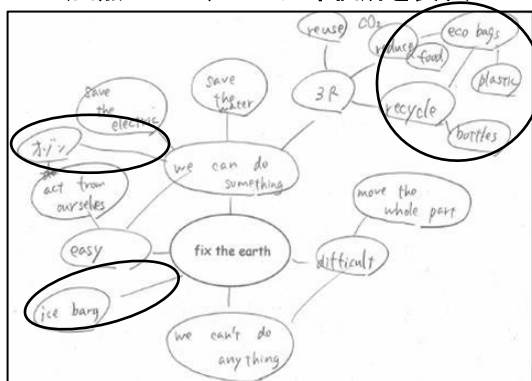 reuse
CO₂
reduce
eco bags
food
plastic
3R
recycle
bottles
save
the
electric
save
the
water
オゾン
we can do
something
act from
ourselves
move the
whole part
easy
fix the earth
difficult
ice barg
we can't do
anything